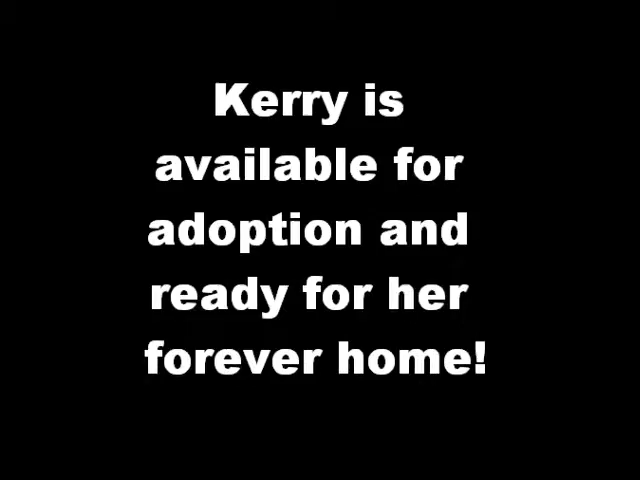 Kerry is
available for
adoption and
ready for her
forever home!